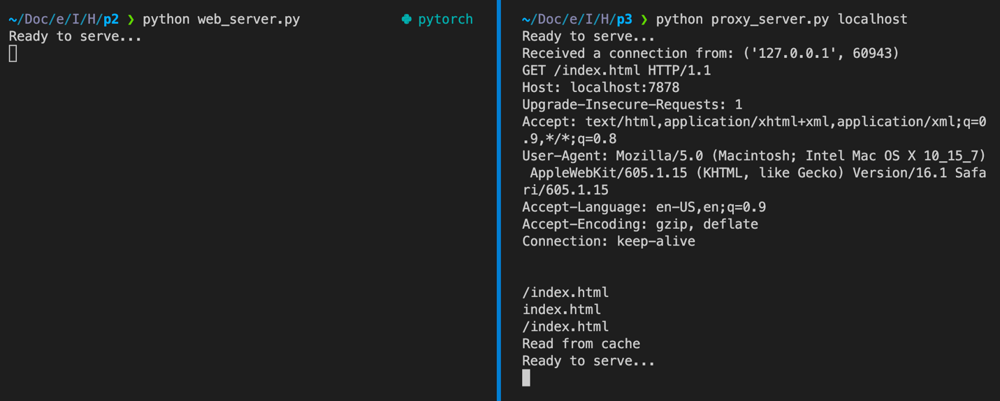 ~/Doc/e/I/H/p2 ❯ python web_server.py pytorch
Ready to serve...
~/Doc/e/I/H/p3 ❯ python proxy_server.py localhost
Ready to serve...
Received a connection from: ('127.0.0.1', 60943)
GET /index.html HTTP/1.1
Host: localhost:7878
Upgrade-Insecure-Requests: 1
Accept: text/html,application/xhtml+xml,application/xml;q=0
.9,*/*;q=0.8
User-Agent: Mozilla/5.0 (Macintosh; Intel Mac OS X 10_15_7)
AppleWebKit/605.1.15 (KHTML, like Gecko) Version/16.1 Safa
ri/605.1.15
Accept-Language: en-US,en;q=0.9
Accept-Encoding: gzip, deflate
Connection: keep-alive
/index.html
index.html
/index.html
Read from cache
Ready to serve...